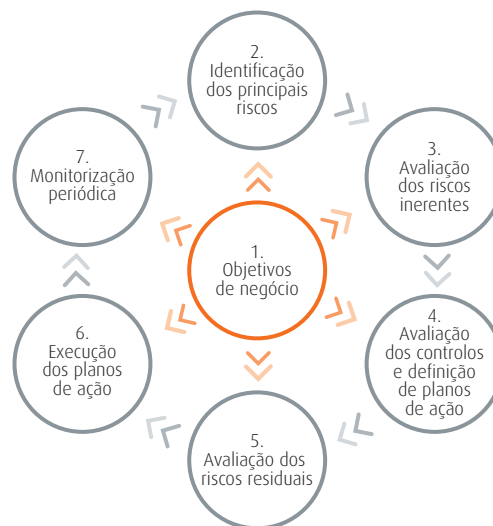 2.
Identificação
dos principais
riscos
7.
Monitorização
periódica
3.
Avaliação
dos riscos
inerentes
1.
Objetivos
de negócio
6.
Execução
dos planos
de ação
4.
Avaliação
dos controlos
e definição
de planos
de ação
5.
Avaliação dos
riscos residuais